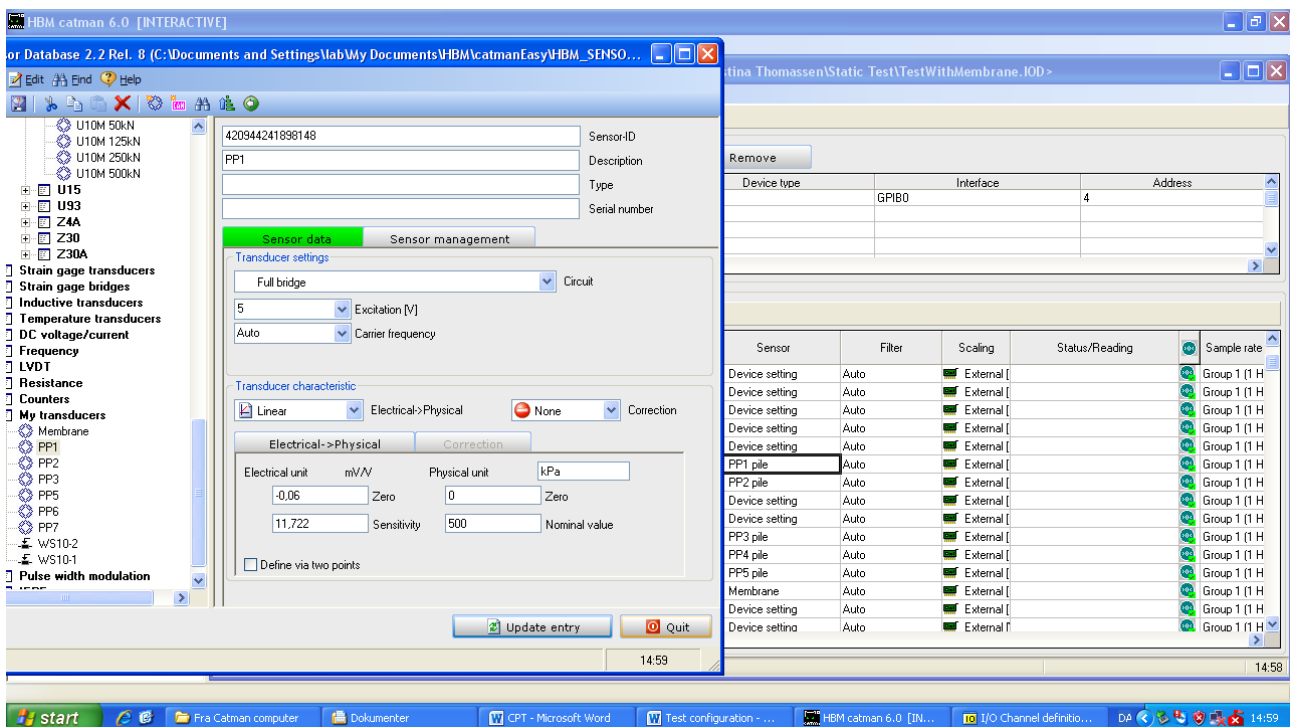 HBM catman 6.0 [INTERACTIVE]
or Database 2.2 Rel. 8 (C:\Documents and Settings\lab\My Documents\HBM\catmanEasy\HBM_SENSO...
tina Thomassen\Static Test\TestWithMembrane.IOD>
Edit Find Help
U10M 50kN
U10M 125kN
U10M 250kN
U10M 500kN
U15
U93
Z4A
Z30
Z30A
Strain gage transducers
Strain gage bridges
Inductive transducers
Temperature transducers
DC voltage/current
Frequency
LVDT
Resistance
Counters
My transducers
Membrane
PP1
PP2
PP3
PP5
PP6
PP7
WS10-2
WS10-1
Pulse width modulation
420944241898148 Sensor-ID
PP1 Description
Type
Serial number
Sensor data Sensor management
Transducer settings
Full bridge Circuit
5 Excitation [V]
Auto Carrier frequency
Transducer characteristic
Linear Electrical->Physical None Correction
Electrical->Physical Correction
Electrical unit mV/V Physical unit kPa
-0,06 Zero 0 Zero
11,722 Sensitivity 500 Nominal value
Define via two points
Update entry Quit
14:59
Remove
Device type Interface Address
GPIB0 4
Sensor Filter Scaling Status/Reading Sample rate
Device setting Auto External [ Group 1 (1 H
Device setting Auto External [ Group 1 (1 H
Device setting Auto External [ Group 1 (1 H
Device setting Auto External [ Group 1 (1 H
Device setting Auto External [ Group 1 (1 H
PP1 pile Auto External [ Group 1 (1 H
PP2 pile Auto External [ Group 1 (1 H
Device setting Auto External [ Group 1 (1 H
Device setting Auto External [ Group 1 (1 H
PP3 pile Auto External [ Group 1 (1 H
PP4 pile Auto External [ Group 1 (1 H
PP5 pile Auto External [ Group 1 (1 H
Membrane Auto External [ Group 1 (1 H
Device setting Auto External [ Group 1 (1 H
Device setting Auto External [ Group 1 (1 H
14:58
start Fra Catman computer Dokumenter CPT - Microsoft Word Test configuration - ... HBM catman 6.0 [IN... I/O Channel definitio... DA 14:59